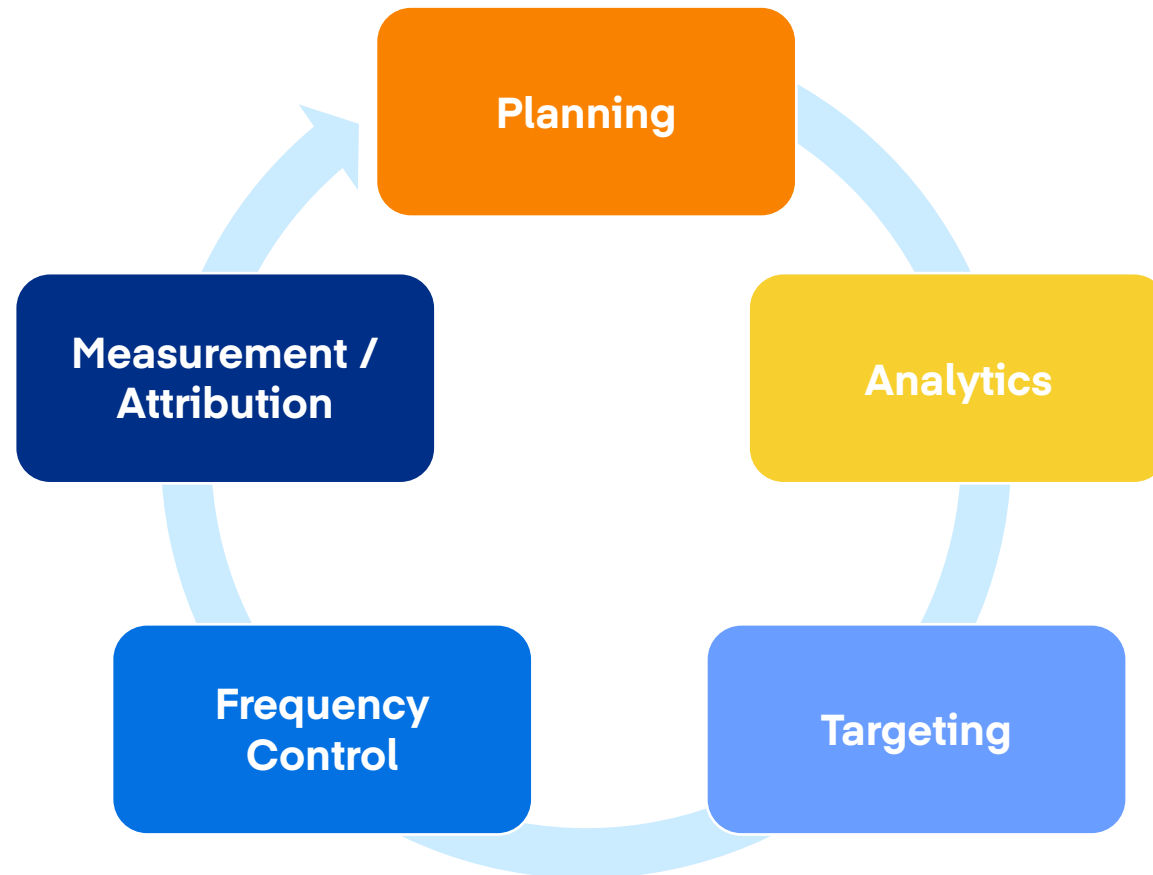 Planning
Analytics
Targeting
Frequency
Control
Measurement /
Attribution